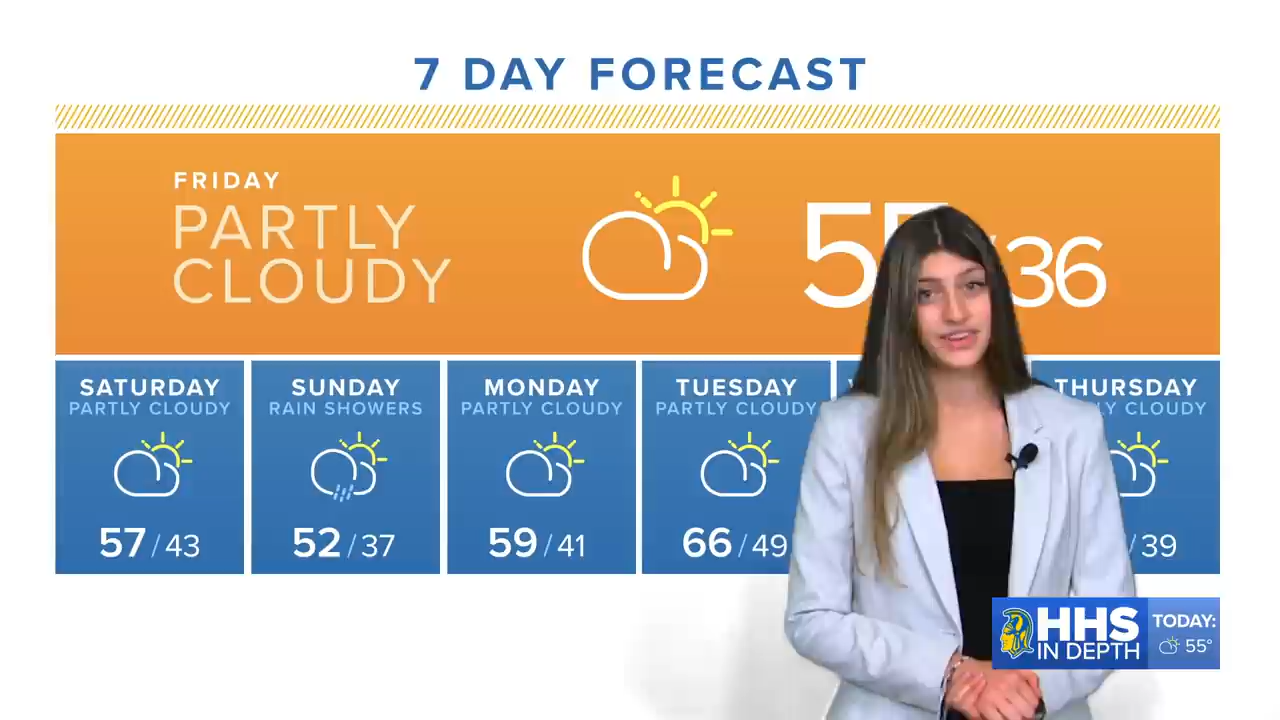 7 DAY FORECAST
FRIDAY
PARTLY
CLOUDY
/36
SATURDAY
PARTLY CLOUDY
57/43
SUNDAY
RAIN SHOWERS
52/37
MONDAY
PARTLY CLOUDY
59/41
TUESDAY
PARTLY CLOUDY
66/49
THURSDAY
CLOUDY
/39
HHS
IN DEPTH
TODAY:
55°